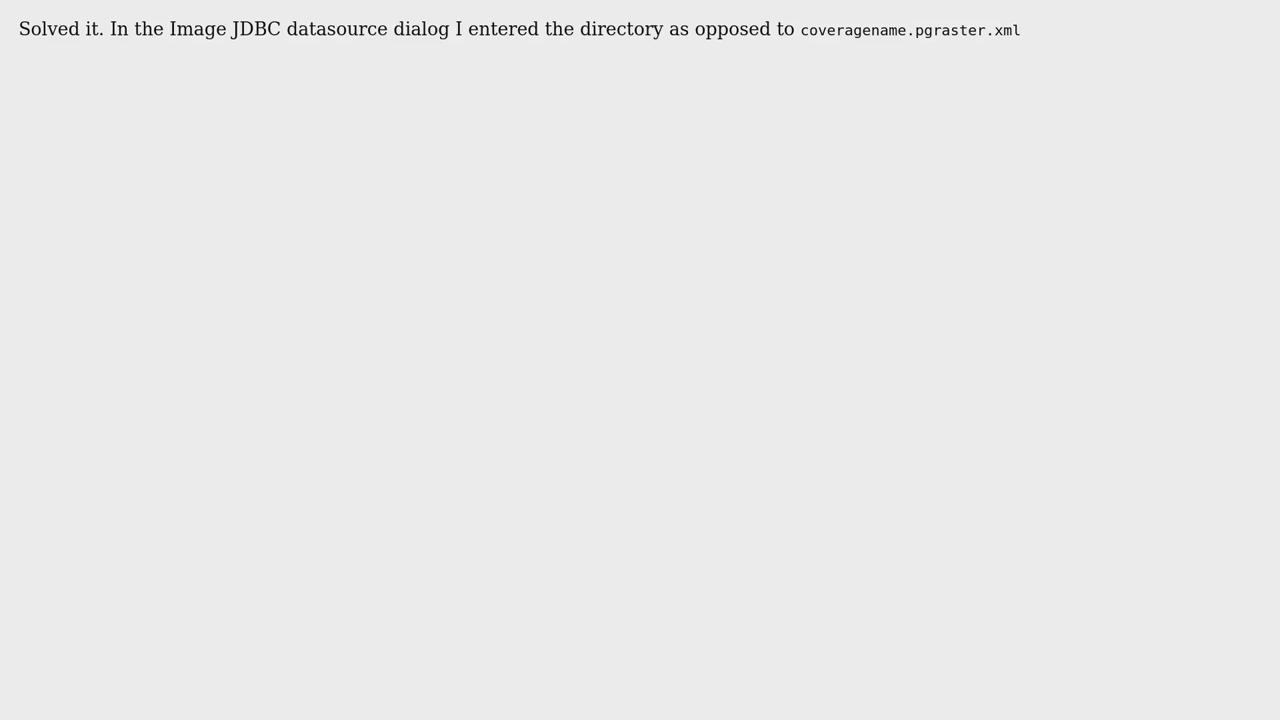 Solved it. In the Image JDBC datasource dialog I entered the directory as opposed to coveragename.pgraster.xml